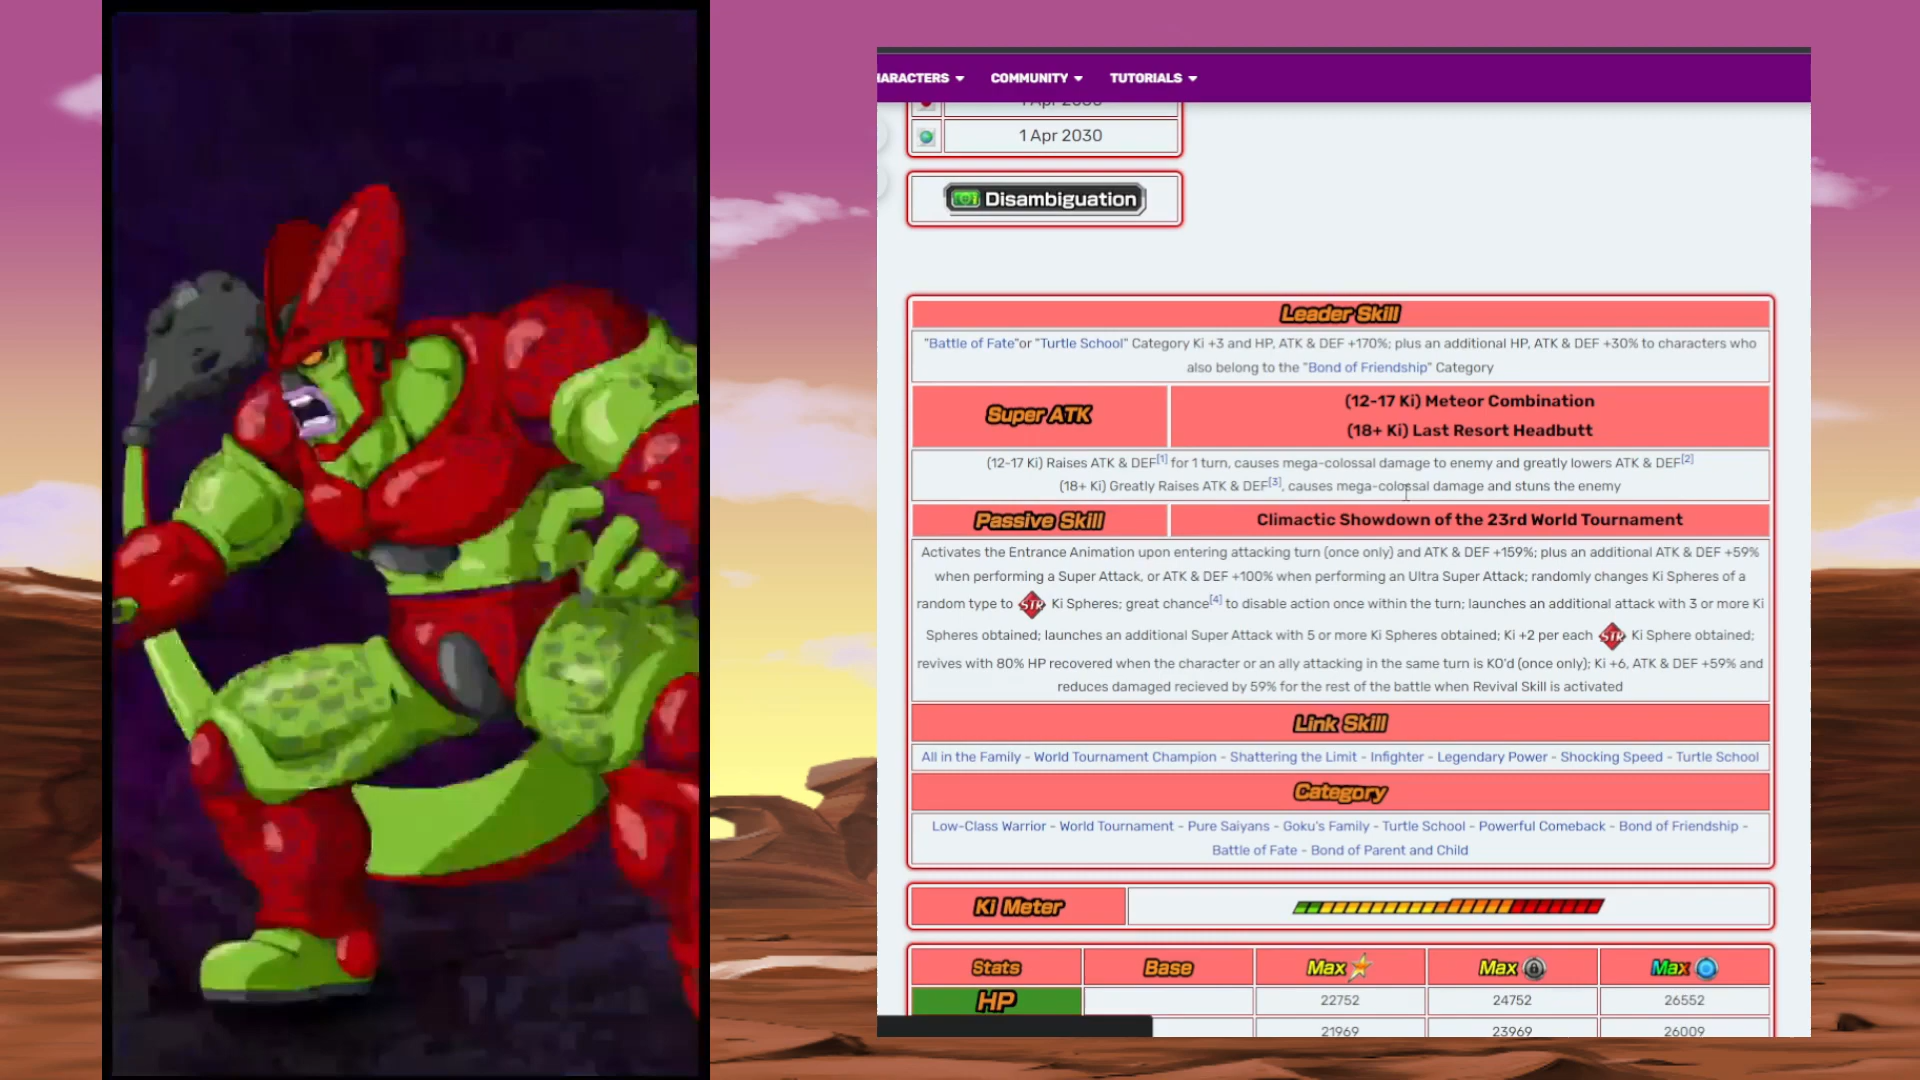 HARACTERS COMMUNITY TUTORIALS
1 Apr 2030
Disambiguation
Leader Skill
"Battle of Fate"or "Turtle School" Category Ki +3 and HP, ATK & DEF +170%; plus an additional HP, ATK & DEF +30% to characters who
also belong to the "Bond of Friendship" Category
Super ATK
(12-17 Ki) Meteor Combination
(18+ Ki) Last Resort Headbutt
(12-17 Ki) Raises ATK & DEF[1] for 1 turn, causes mega-colossal damage to enemy and greatly lowers ATK & DEF[2]
(18+ Ki) Greatly Raises ATK & DEF[3], causes mega-colossal damage and stuns the enemy
Passive Skill
Climactic Showdown of the 23rd World Tournament
Activates the Entrance Animation upon entering attacking turn (once only) and ATK & DEF +159%; plus an additional ATK & DEF +59%
when performing a Super Attack, or ATK & DEF +100% when performing an Ultra Super Attack; randomly changes Ki Spheres of a
random type to STR Ki Spheres; great chance[4] to disable action once within the turn; launches an additional attack with 3 or more Ki
Spheres obtained; launches an additional Super Attack with 5 or more Ki Spheres obtained; Ki +2 per each STR Ki Sphere obtained;
revives with 80% HP recovered when the character or an ally attacking in the same turn is KO'd (once only); Ki +6, ATK & DEF +59% and
reduces damaged recieved by 59% for the rest of the battle when Revival Skill is activated
Link Skill
All in the Family - World Tournament Champion - Shattering the Limit - Infighter - Legendary Power - Shocking Speed - Turtle School
Category
Low-Class Warrior - World Tournament - Pure Saiyans - Goku's Family - Turtle School - Powerful Comeback - Bond of Friendship -
Battle of Fate - Bond of Parent and Child
Ki Meter
Stats Base Max Max Max
HP 22752 24752 26552
21969 23969 26009